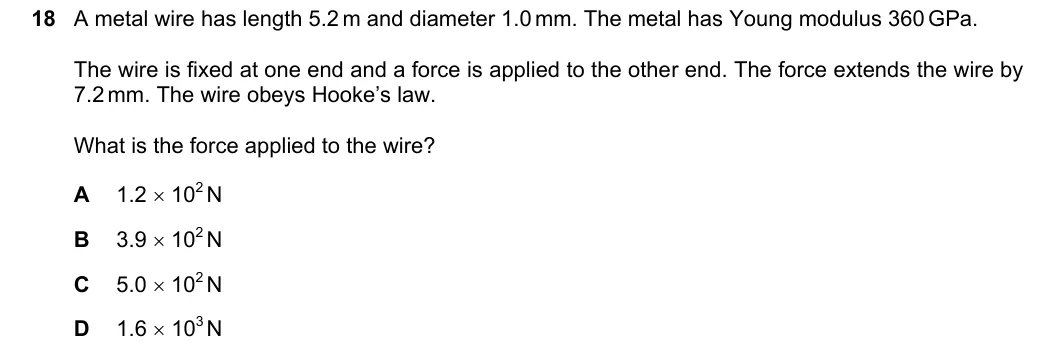 18 A metal wire has length 5.2 m and diameter 1.0 mm. The metal has Young modulus 360 GPa.
The wire is fixed at one end and a force is applied to the other end. The force extends the wire by
7.2 mm. The wire obeys Hooke's law.
What is the force applied to the wire?
A 1.2 × 10² N
B 3.9 × 10² N
C 5.0 × 10² N
D 1.6 × 10³ N